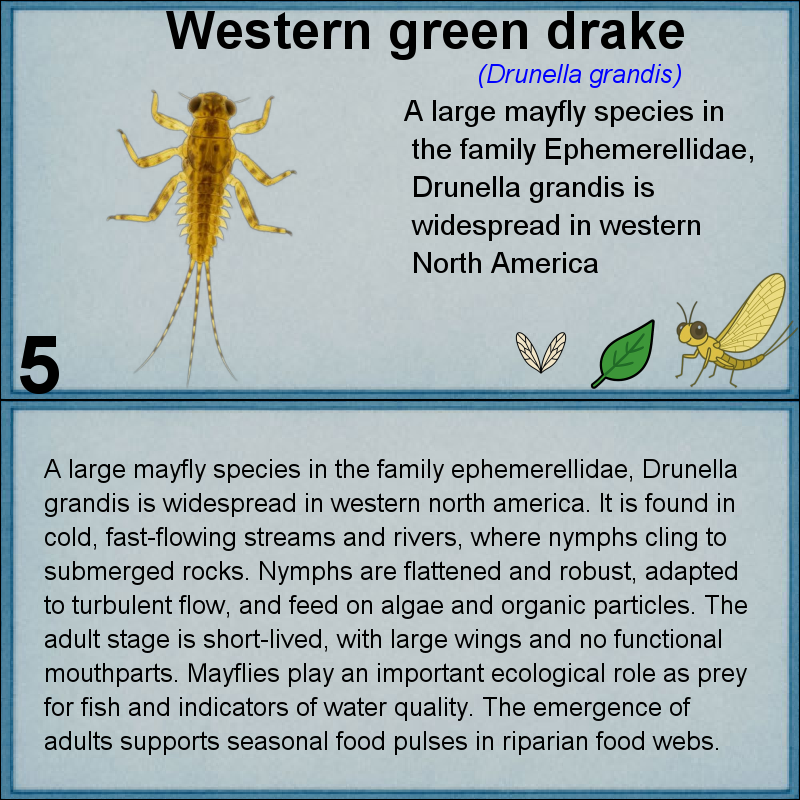 Western green drake
(Drunella grandis)
A large mayfly species in
the family Ephemerellidae,
Drunella grandis is
widespread in western
North America
5
A large mayfly species in the family ephemerellidae, Drunella
grandis is widespread in western north america. It is found in
cold, fast-flowing streams and rivers, where nymphs cling to
submerged rocks. Nymphs are flattened and robust, adapted
to turbulent flow, and feed on algae and organic particles. The
adult stage is short-lived, with large wings and no functional
mouthparts. Mayflies play an important ecological role as prey
for fish and indicators of water quality. The emergence of
adults supports seasonal food pulses in riparian food webs.